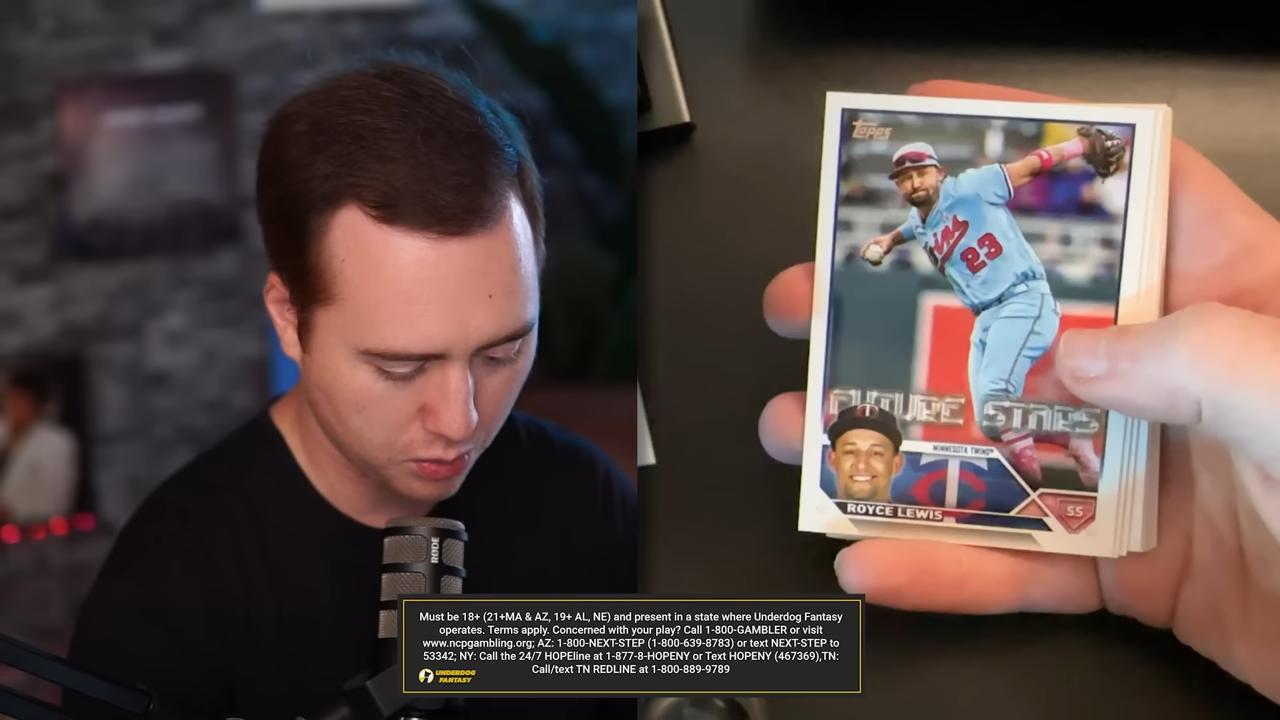 Topps
Twins
23
FUTURE STARS
MINNESOTA TWINS
ROYCE LEWIS
SS
RODE
Must be 18+ (21+MA & AZ, 19+ AL, NE) and present in a state where Underdog Fantasy
operates. Terms apply. Concerned with your play? Call 1-800-GAMBLER or visit
www.ncpgambling.org; AZ: 1-800-NEXT-STEP (1-800-639-8783) or text NEXT-STEP to
53342; NY: Call the 24/7 HOPEline at 1-877-8-HOPENY or Text HOPENY (467369),TN:
Call/text TN REDLINE at 1-800-889-9789
UNDERDOG
FANTASY